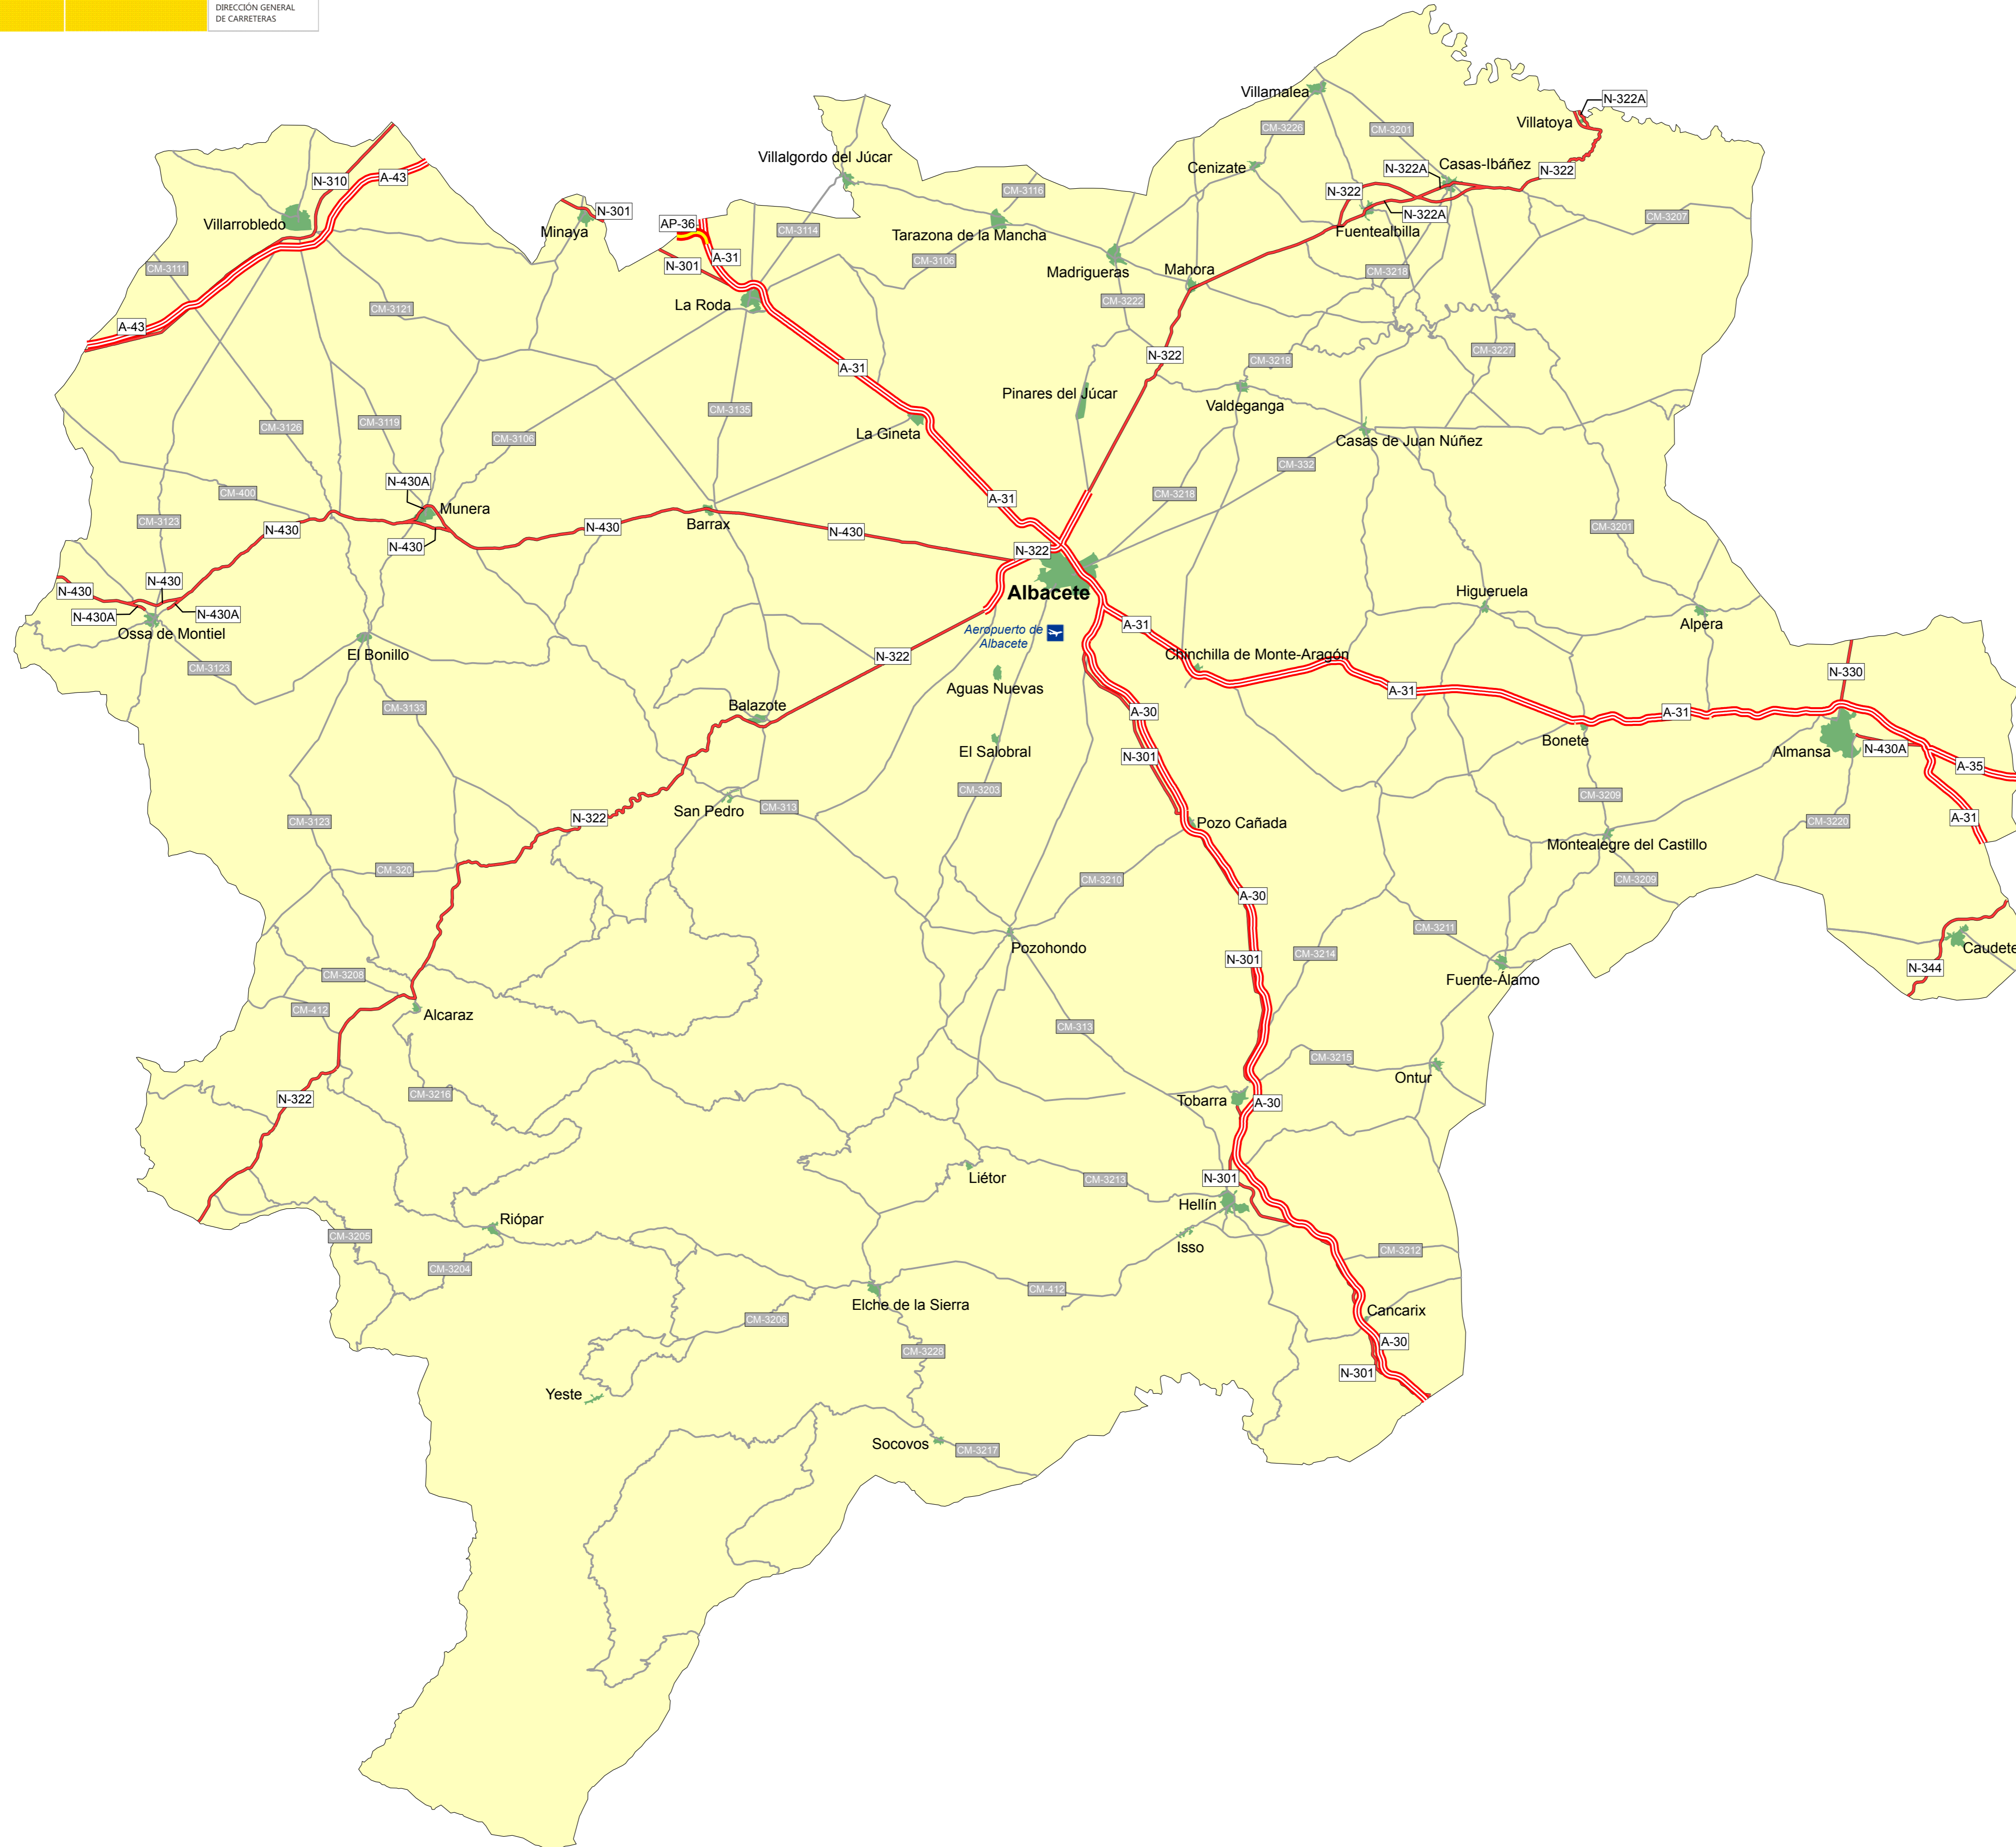 DIRECCIÓN GENERAL
DE CARRETERAS
Villamalea
N-322A
Villatoya
CM-3226
CM-3201
Villalgordo del Júcar
Cenizate
N-322A
Casas-Ibáñez
N-322
N-310
A-43
CM-3116
N-322
N-322A
CM-3207
Villarrobledo
N-301
Minaya
AP-36
CM-3114
Tarazona de la Mancha
Fuentealbilla
A-31
CM-3106
N-301
CM-3111
Madrigueras
Mahora
CM-3218
La Roda
CM-3222
CM-3121
A-43
N-322
CM-3218
CM-3227
A-31
Pinares del Júcar
Valdeganga
CM-3135
CM-3119
CM-3126
CM-3106
La Gineta
Casas de Juan Núñez
CM-332
N-430A
CM-400
A-31
CM-3218
Munera
CM-3123
N-430
N-430
Barrax
N-430
CM-3201
N-430
N-322
N-430
N-430
Albacete
Higueruela
N-430A
N-430A
Ossa de Montiel
A-31
Alpera
Aeropuerto de
Albacete
El Bonillo
N-322
Chinchilla de Monte-Aragón
CM-3123
N-330
Aguas Nuevas
A-31
CM-3133
Balazote
A-30
A-31
Bonete
El Salobral
N-301
Almansa
N-430A
A-35
CM-3203
CM-3209
San Pedro
CM-313
N-322
CM-3123
Pozo Cañada
CM-3220
A-31
Montealegre del Castillo
CM-320
CM-3210
CM-3209
A-30
CM-3211
Pozohondo
CM-3214
N-301
Caudete
CM-3208
N-344
Fuente-Álamo
CM-412
Alcaraz
CM-313
CM-3215
Ontur
CM-3216
N-322
Tobarra
A-30
Liétor
CM-3213
N-301
Hellín
Riópar
CM-3205
Isso
CM-3212
CM-3204
CM-412
Elche de la Sierra
Cancarix
CM-3206
A-30
CM-3228
N-301
Yeste
Socovos
CM-3217